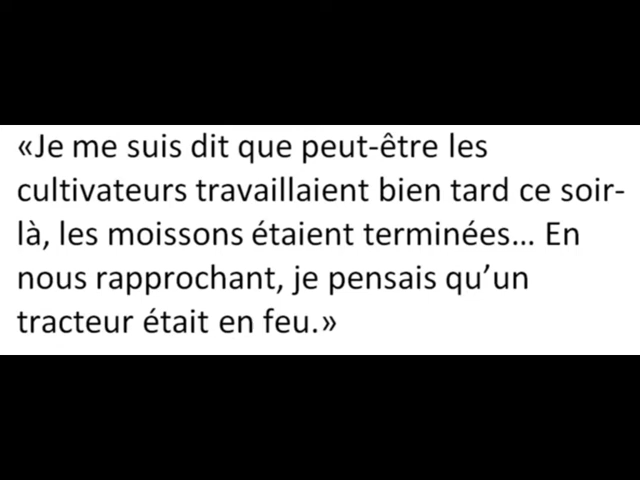 «Je me suis dit que peut-être les
cultivateurs travaillaient bien tard ce soir-
là, les moissons étaient terminées... En
nous rapprochant, je pensais qu’un
tracteur était en feu.»